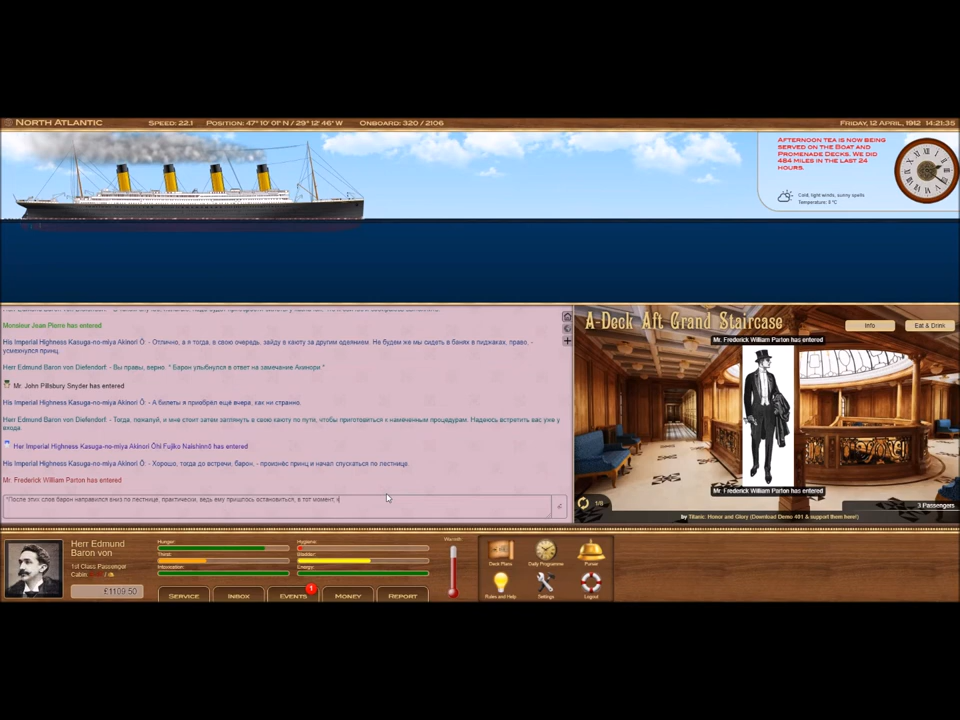 NORTH ATLANTIC
SPEED: 22.1 POSITION: 47° 10' 01" N / 29° 12' 46" W ONBOARD: 320 / 2106
FRIDAY, 12 APRIL, 1912 14:21:35
AFTERNOON TEA IS NOW BEING
SERVED ON THE BOAT AND
PROMENADE DECKS. WE DID
484 MILES IN THE LAST 24
HOURS.
Cold, light winds, sunny spells
Temperature: 3 °C
Monsieur Jean Pierre has entered
His Imperial Highness Kasuga-no-miya Akinori Ō: - Отлично, а я тогда, в свою очередь, зайду в каюту за другим одеянием. Не будем же мы сидеть в банях в пиджаках, право, -
усмехнулся принц.
Herr Edmund Baron von Diefendorf: - Вы правы, верно. * Барон улыбнулся в ответ на замечание Акинори.*
Mr. John Pillsbury Snyder has entered
His Imperial Highness Kasuga-no-miya Akinori Ō: - А билеты я приобрёл ещё вчера, как ни странно.
Herr Edmund Baron von Diefendorf: - Тогда, пожалуй, и мне стоит затем заглянуть в свою каюту по пути, чтобы приготовиться к намеченным процедурам. Надеюсь встретить вас уже у
входа.
Her Imperial Highness Kasuga-no-miya Akinori Ōhi Fujiko Naishinnō has entered
His Imperial Highness Kasuga-no-miya Akinori Ō: - Хорошо, тогда до встречи, барон, - произнёс принц и начал спускаться по лестнице.
Mr. Frederick William Parton has entered
*После этих слов барон направился вниз по лестнице, практически, ведь ему пришлось остановиться, в тот момент, к
A-Deck Aft Grand Staircase
Info
Eat & Drink
Mr. Frederick William Parton has entered
Mr. Frederick William Parton has entered
1/8
3 Passengers
by Titanic: Honor and Glory (Download Demo 401 & support them here!)
Herr Edmund
Baron von
1st Class Passenger
Cabin:
£1109.50
Hunger:
Thirst:
Intoxication:
Hygiene:
Bladder:
Energy:
Warmth
SERVICE
INBOX
EVENTS
1
MONEY
REPORT
Deck Plans
Daily Programme
Purser
Rules and Help
Settings
Logout